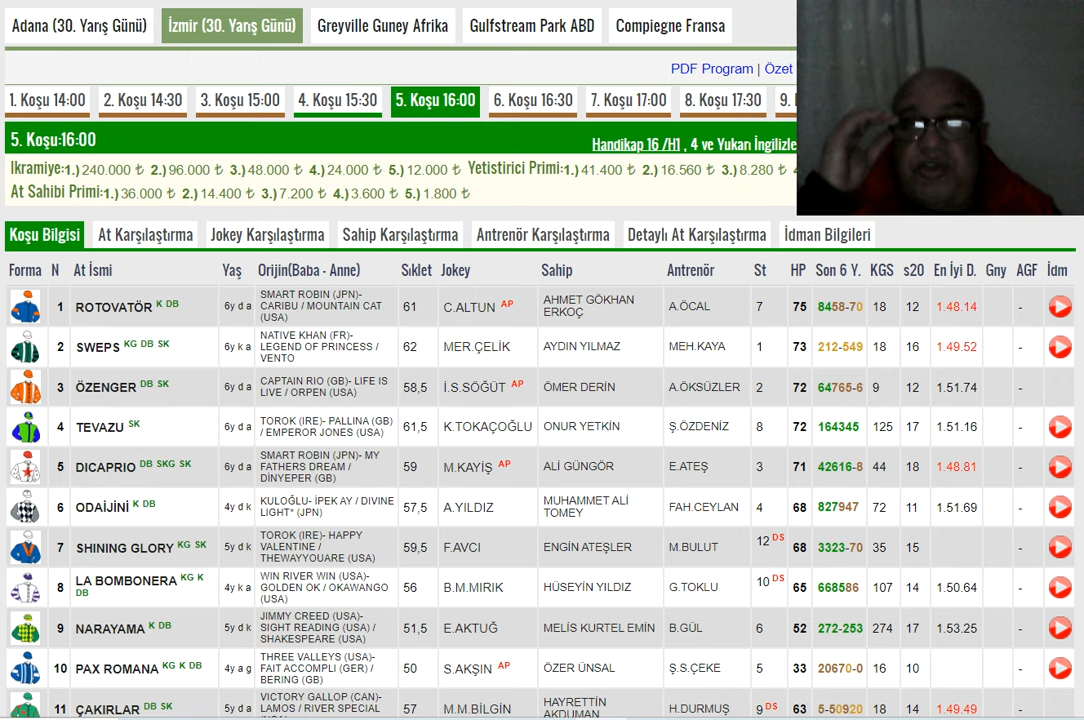 Adana (30. Yarış Günü) İzmir (30. Yarış Günü) Greyville Guney Afrika Gulfstream Park ABD Compiegne Fransa
PDF Program | Özet
1. Koşu 14:00 2. Koşu 14:30 3. Koşu 15:00 4. Koşu 15:30 5. Koşu 16:00 6. Koşu 16:30 7. Koşu 17:00 8. Koşu 17:30 9.
5. Koşu:16:00 Handikap 16 /H1 , 4 ve Yukarı İngilizle
Ikramiye:1.) 240.000 ₺ 2.) 96.000 ₺ 3.) 48.000 ₺ 4.) 24.000 ₺ 5.) 12.000 ₺ Yetistirici Primi:1.) 41.400 ₺ 2.) 16.560 ₺ 3.) 8.280 ₺ 4
At Sahibi Primi:1.) 36.000 ₺ 2.) 14.400 ₺ 3.) 7.200 ₺ 4.) 3.600 ₺ 5.) 1.800 ₺
Koşu Bilgisi At Karşılaştırma Jokey Karşılaştırma Sahip Karşılaştırma Antrenör Karşılaştırma Detaylı At Karşılaştırma İdman Bilgileri
Forma N At İsmi Yaş Orijin(Baba - Anne) Sıklet Jokey Sahip Antrenör St HP Son 6 Y. KGS s20 En İyi D. Gny AGF İdm
1 ROTOVATÖR K DB 6y d a SMART ROBIN (JPN)- CARIBU / MOUNTAIN CAT (USA) 61 C.ALTUN AP AHMET GÖKHAN ERKOÇ A.ÖCAL 7 75 8458-70 18 12 1.48.14 -
2 SWEPS KG DB SK 6y k a NATIVE KHAN (FR)- LEGEND OF PRINCESS / VENTO 62 MER.ÇELİK AYDIN YILMAZ MEH.KAYA 1 73 212-549 18 16 1.49.52 -
3 ÖZENGER DB SK 6y d a CAPTAIN RIO (GB)- LIFE IS LIVE / ORPEN (USA) 58,5 İ.S.SÖĞÜT AP ÖMER DERİN A.ÖKSÜZLER 2 72 64765-6 9 12 1.51.74 -
4 TEVAZU SK 6y d a TOROK (IRE)- PALLINA (GB) / EMPEROR JONES (USA) 61,5 K.TOKAÇOĞLU ONUR YETKİN Ş.ÖZDENİZ 8 72 164345 125 17 1.51.16 -
5 DICAPRIO DB SKG SK 6y d a SMART ROBIN (JPN)- MY FATHERS DREAM / DİNYEPER (GB) 59 M.KAYİŞ AP ALİ GÜNGÖR E.ATEŞ 3 71 42616-8 44 18 1.48.81 -
6 ODAİJİNİ K DB 4y d k KULOĞLU- İPEK AY / DIVINE LIGHT* (JPN) 57,5 A.YILDIZ MUHAMMET ALİ TOMEY FAH.CEYLAN 4 68 827947 72 11 1.51.69 -
7 SHINING GLORY KG SK 5y d k TOROK (IRE)- HAPPY VALENTINE / THEWAYYOUARE (USA) 59,5 F.AVCI ENGİN ATEŞLER M.BULUT 12 DS 68 3323-70 35 15 -
8 LA BOMBONERA KG K DB 4y k a WIN RIVER WIN (USA)- GOLDEN OK / OKAWANGO (USA) 56 B.M.MIRIK HÜSEYİN YILDIZ G.TOKLU 10 DS 65 668586 107 14 1.50.64 -
9 NARAYAMA K DB 5y d k JIMMY CREED (USA)- SIGHT READING (USA) / SHAKESPEARE (USA) 51,5 E.AKTUĞ MELİS KURTEL EMİN B.GÜL 6 52 272-253 274 17 1.53.25 -
10 PAX ROMANA KG K DB 4y a g THREE VALLEYS (USA)- FAIT ACCOMPLI (GER) / BERING (GB) 50 S.AKŞIN AP ÖZER ÜNSAL Ş.S.ÇEKE 5 33 20670-0 16 10 -
11 ÇAKIRLAR DB SK 5y d a VICTORY GALLOP (CAN)- LAMOS / RIVER SPECIAL 57 M.M.BİLGİN HAYRETTİN AKDUMAN H.DURMUŞ 9 DS 63 5-50920 18 14 1.49.49 -